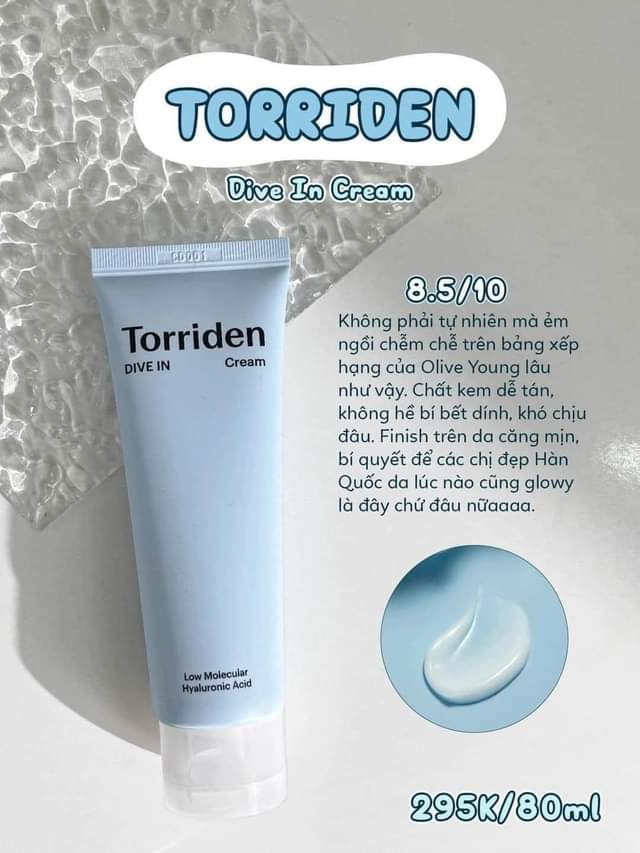 TORRIDEN
Dive In Cream
CD001
Torriden
DIVE IN Cream
Low Molecular
Hyaluronic Acid
8.5/10
Không phải tự nhiên mà ẻm
ngồi chễm chễ trên bảng xếp
hạng của Olive Young lâu
như vậy. Chất kem dễ tán,
không hề bí bết dính, khó chịu
đâu. Finish trên da căng mịn,
bí quyết để các chị đẹp Hàn
Quốc da lúc nào cũng glowy
là đây chứ đâu nữaaaa.
295K/80ml